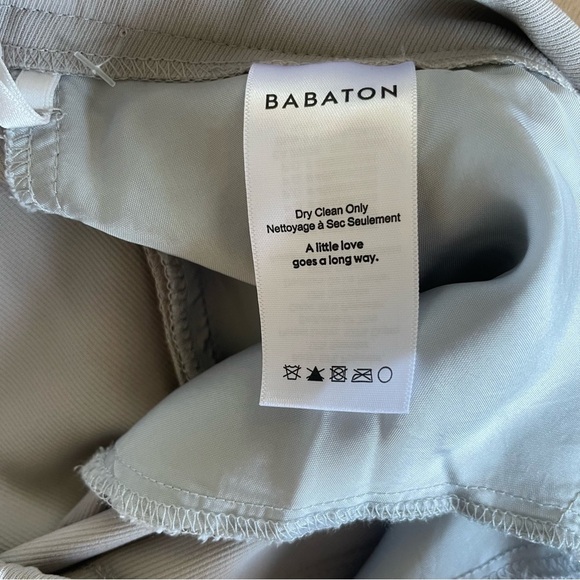 BABATON
Dry Clean Only
Nettoyage à Sec Seulement
A little love
goes a long way.